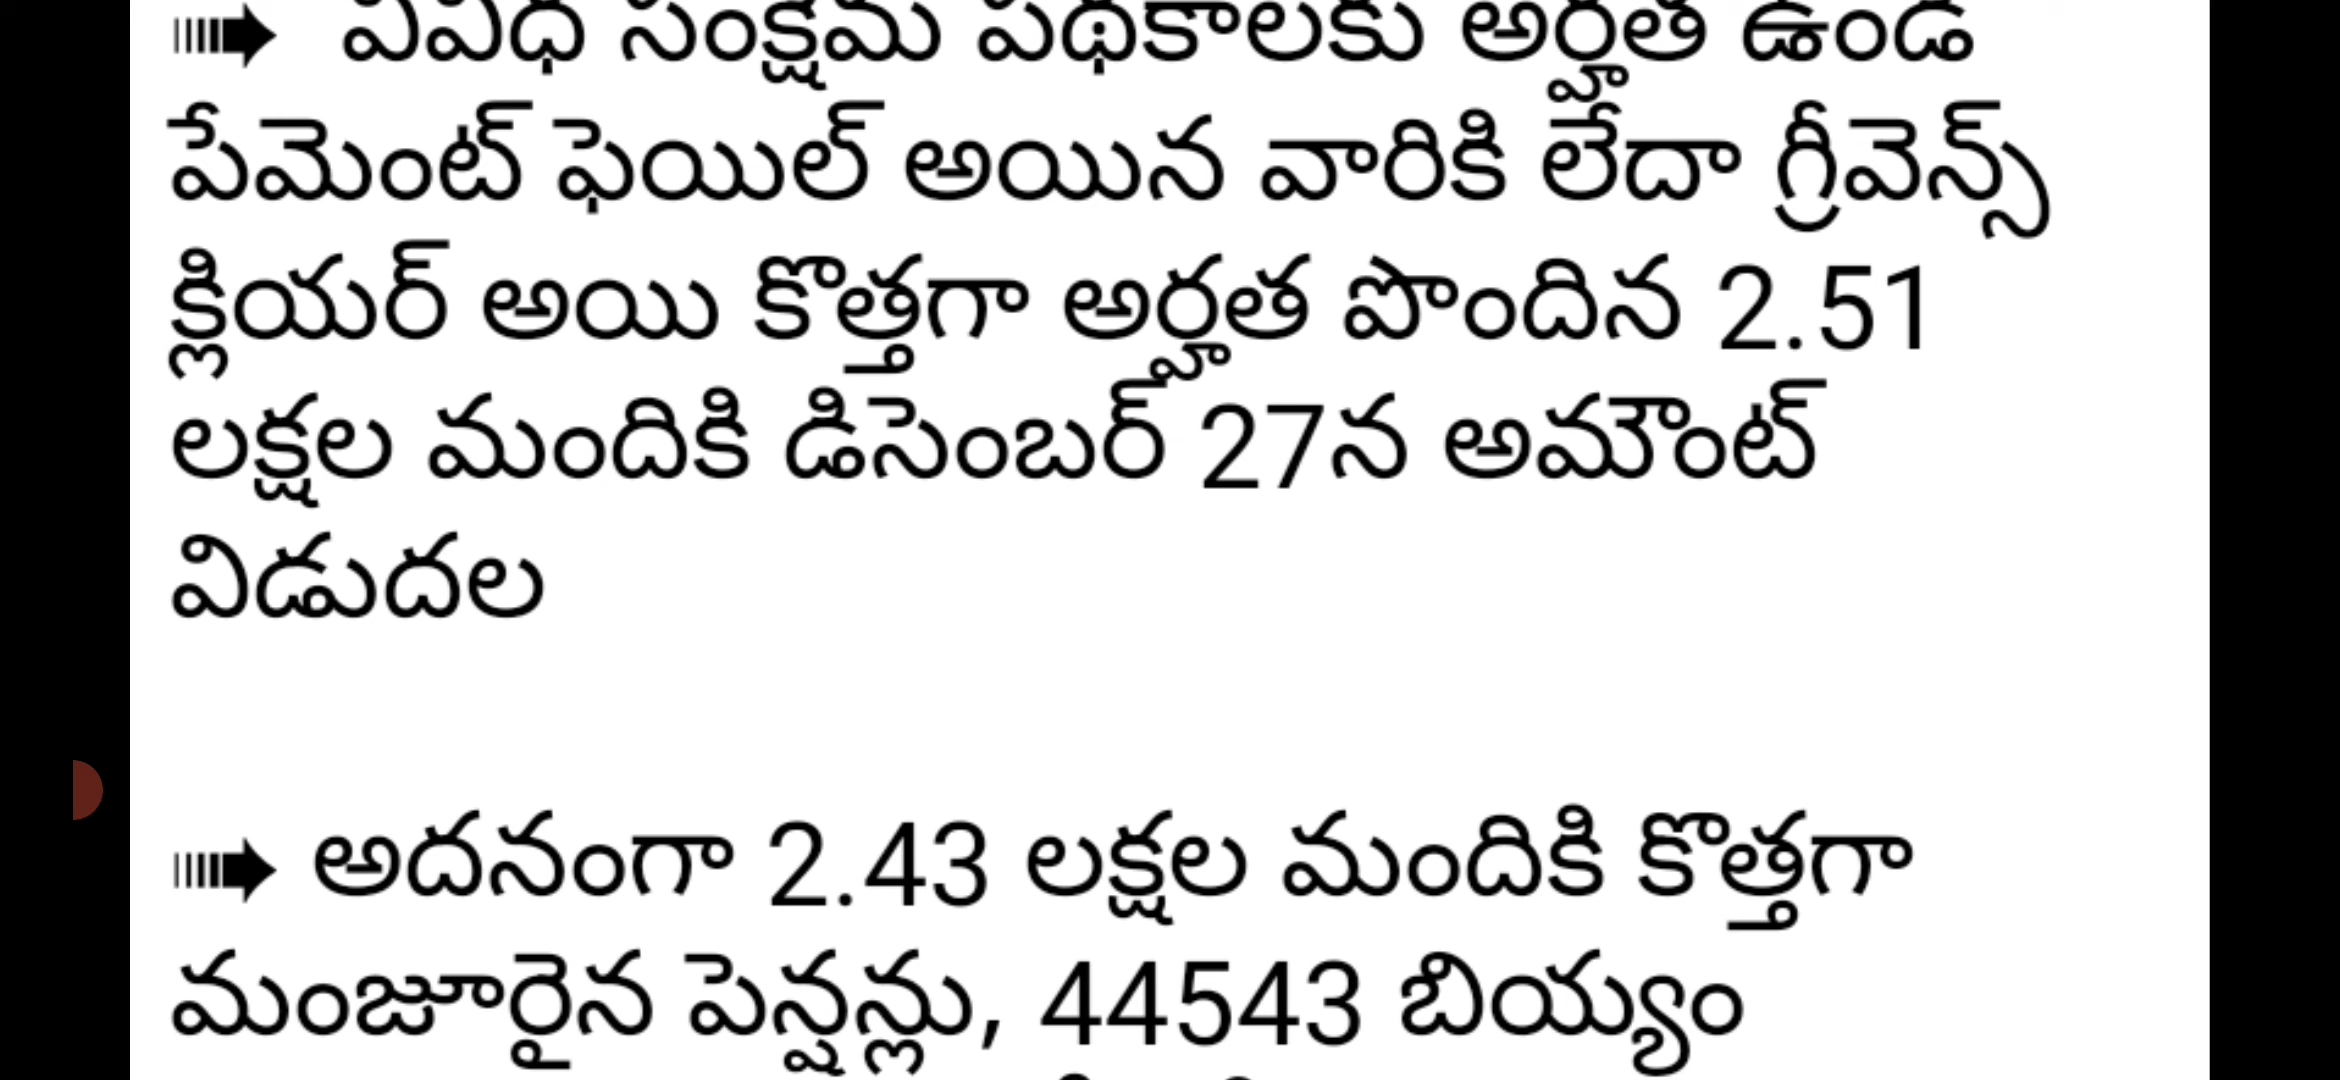 ➠ వివిధ సంక్షేమ పథకాలకు అర్హత ఉండి
పేమెంట్ ఫెయిల్ అయిన వారికి లేదా గ్రీవెన్స్
క్లియర్ అయి కొత్తగా అర్హత పొందిన 2.51
లక్షల మందికి డిసెంబర్ 27న అమౌంట్
విడుదల
➠ అదనంగా 2.43 లక్షల మందికి కొత్తగా
మంజూరైన పెన్షన్లు, 44543 బియ్యం